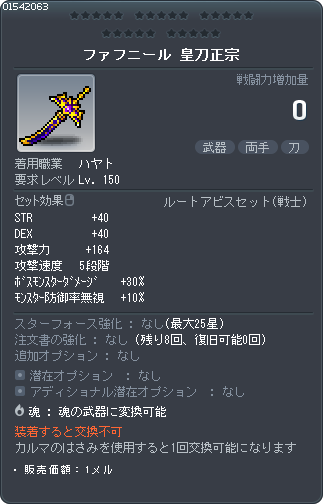 01542063
ファフニール 皇刀正宗
戦闘力増加量
0
武器 両手 刀
着用職業 ハヤト
要求レベル Lv. 150
セット効果 ルートアビスセット(戦士)
STR +40
DEX +40
攻撃力 +164
攻撃速度 5段階
ボスモンスターダメージ +30%
モンスター防御率無視 +10%
スターフォース強化 : なし(最大25星)
注文書の強化 : なし (残り8回、復旧可能0回)
追加オプション : なし
潜在オプション : なし
アディショナル潜在オプション : なし
魂 : 魂の武器に変換可能
装着すると交換不可
カルマのはさみを使用すると1回交換可能になります
・ 販売価額 : 1メル